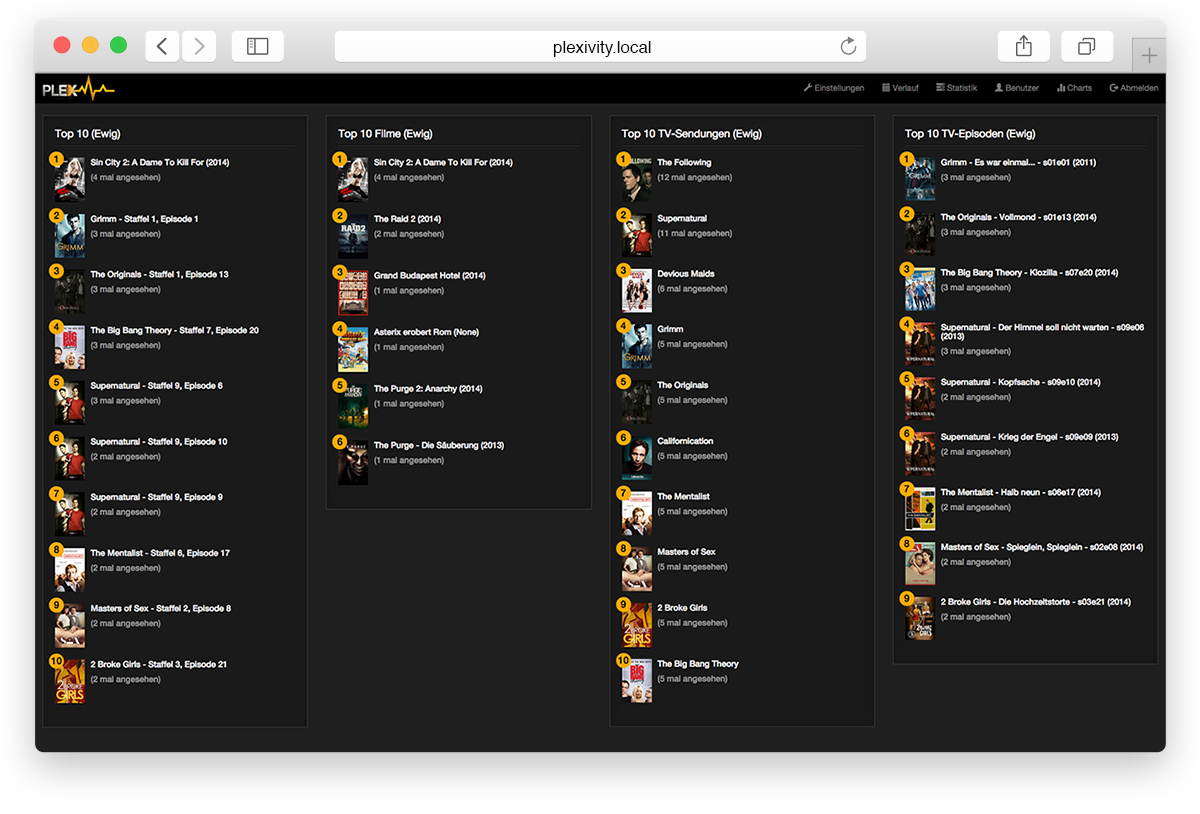 plexivity.local
PLEX
Einstellungen
Verlauf
Statistik
Benutzer
Charts
Abmelden
Top 10 (Ewig)
1
Sin City 2: A Dame To Kill For (2014)
(4 mal angesehen)
2
Grimm - Staffel 1, Episode 1
(3 mal angesehen)
GRIMM
3
The Originals - Staffel 1, Episode 13
(3 mal angesehen)
4
The Big Bang Theory - Staffel 7, Episode 20
(3 mal angesehen)
BIG
BANG
5
Supernatural - Staffel 9, Episode 6
(3 mal angesehen)
6
Supernatural - Staffel 9, Episode 10
(2 mal angesehen)
7
Supernatural - Staffel 9, Episode 9
(2 mal angesehen)
8
The Mentalist - Staffel 6, Episode 17
(2 mal angesehen)
9
Masters of Sex - Staffel 2, Episode 8
(2 mal angesehen)
10
2 Broke Girls - Staffel 3, Episode 21
(2 mal angesehen)
2 BROKE
GIRLS
Top 10 Filme (Ewig)
1
Sin City 2: A Dame To Kill For (2014)
(4 mal angesehen)
2
The Raid 2 (2014)
(2 mal angesehen)
RAID2
3
Grand Budapest Hotel (2014)
(1 mal angesehen)
4
Asterix erobert Rom (None)
(1 mal angesehen)
5
The Purge 2: Anarchy (2014)
(1 mal angesehen)
6
The Purge - Die Säuberung (2013)
(1 mal angesehen)
Top 10 TV-Sendungen (Ewig)
1
The Following
(12 mal angesehen)
2
Supernatural
(11 mal angesehen)
3
Devious Maids
(6 mal angesehen)
4
Grimm
(5 mal angesehen)
GRIMM
5
The Originals
(5 mal angesehen)
6
Californication
(5 mal angesehen)
7
The Mentalist
(5 mal angesehen)
8
Masters of Sex
(5 mal angesehen)
9
2 Broke Girls
(5 mal angesehen)
2 BROKE
GIRLS
10
The Big Bang Theory
(5 mal angesehen)
BIG
BANG
Top 10 TV-Episoden (Ewig)
1
Grimm - Es war einmal... - s01e01 (2011)
(3 mal angesehen)
GRIMM
2
The Originals - Vollmond - s01e13 (2014)
(3 mal angesehen)
3
The Big Bang Theory - Klozilla - s07e20 (2014)
(3 mal angesehen)
4
Supernatural - Der Himmel soll nicht warten - s09e06
(2013)
(3 mal angesehen)
5
Supernatural - Kopfsache - s09e10 (2014)
(2 mal angesehen)
6
Supernatural - Krieg der Engel - s09e09 (2013)
(2 mal angesehen)
7
The Mentalist - Halb neun - s06e17 (2014)
(2 mal angesehen)
8
Masters of Sex - Spieglein, Spieglein - s02e08 (2014)
(2 mal angesehen)
9
2 Broke Girls - Die Hochzeitstorte - s03e21 (2014)
(2 mal angesehen)